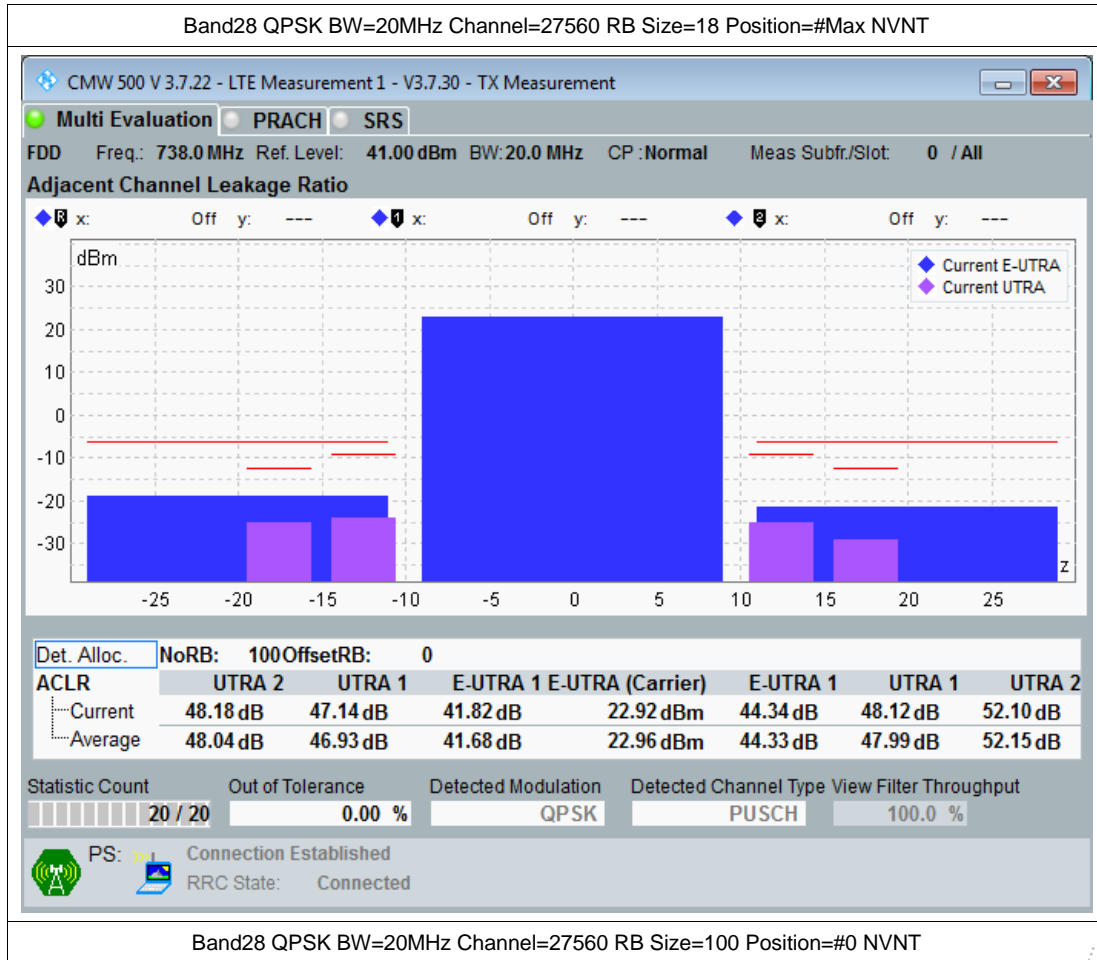 Band28 QPSK BW=20MHz Channel=27560 RB Size=18 Position=#Max NVNT
CMW 500 V 3.7.22 - LTE Measurement 1 - V3.7.30 - TX Measurement
Multi Evaluation PRACH SRS
FDD Freq.: 738.0 MHz Ref. Level: 41.00 dBm BW: 20.0 MHz CP : Normal Meas Subfr./Slot: 0 / All
Adjacent Channel Leakage Ratio
R x: Off y: --- 1 x: Off y: --- 2 x: Off y: ---
dBm
Current E-UTRA
Current UTRA
30
20
10
0
-10
-20
-30
z
-25 -20 -15 -10 -5 0 5 10 15 20 25
Det. Alloc. NoRB: 100 OffsetRB: 0
ACLR UTRA 2 UTRA 1 E-UTRA 1 E-UTRA (Carrier) E-UTRA 1 UTRA 1 UTRA 2
Current 48.18 dB 47.14 dB 41.82 dB 22.92 dBm 44.34 dB 48.12 dB 52.10 dB
Average 48.04 dB 46.93 dB 41.68 dB 22.96 dBm 44.33 dB 47.99 dB 52.15 dB
Statistic Count Out of Tolerance Detected Modulation Detected Channel Type View Filter Throughput
20 / 20 0.00 % QPSK PUSCH 100.0 %
PS: Connection Established
RRC State: Connected
Band28 QPSK BW=20MHz Channel=27560 RB Size=100 Position=#0 NVNT